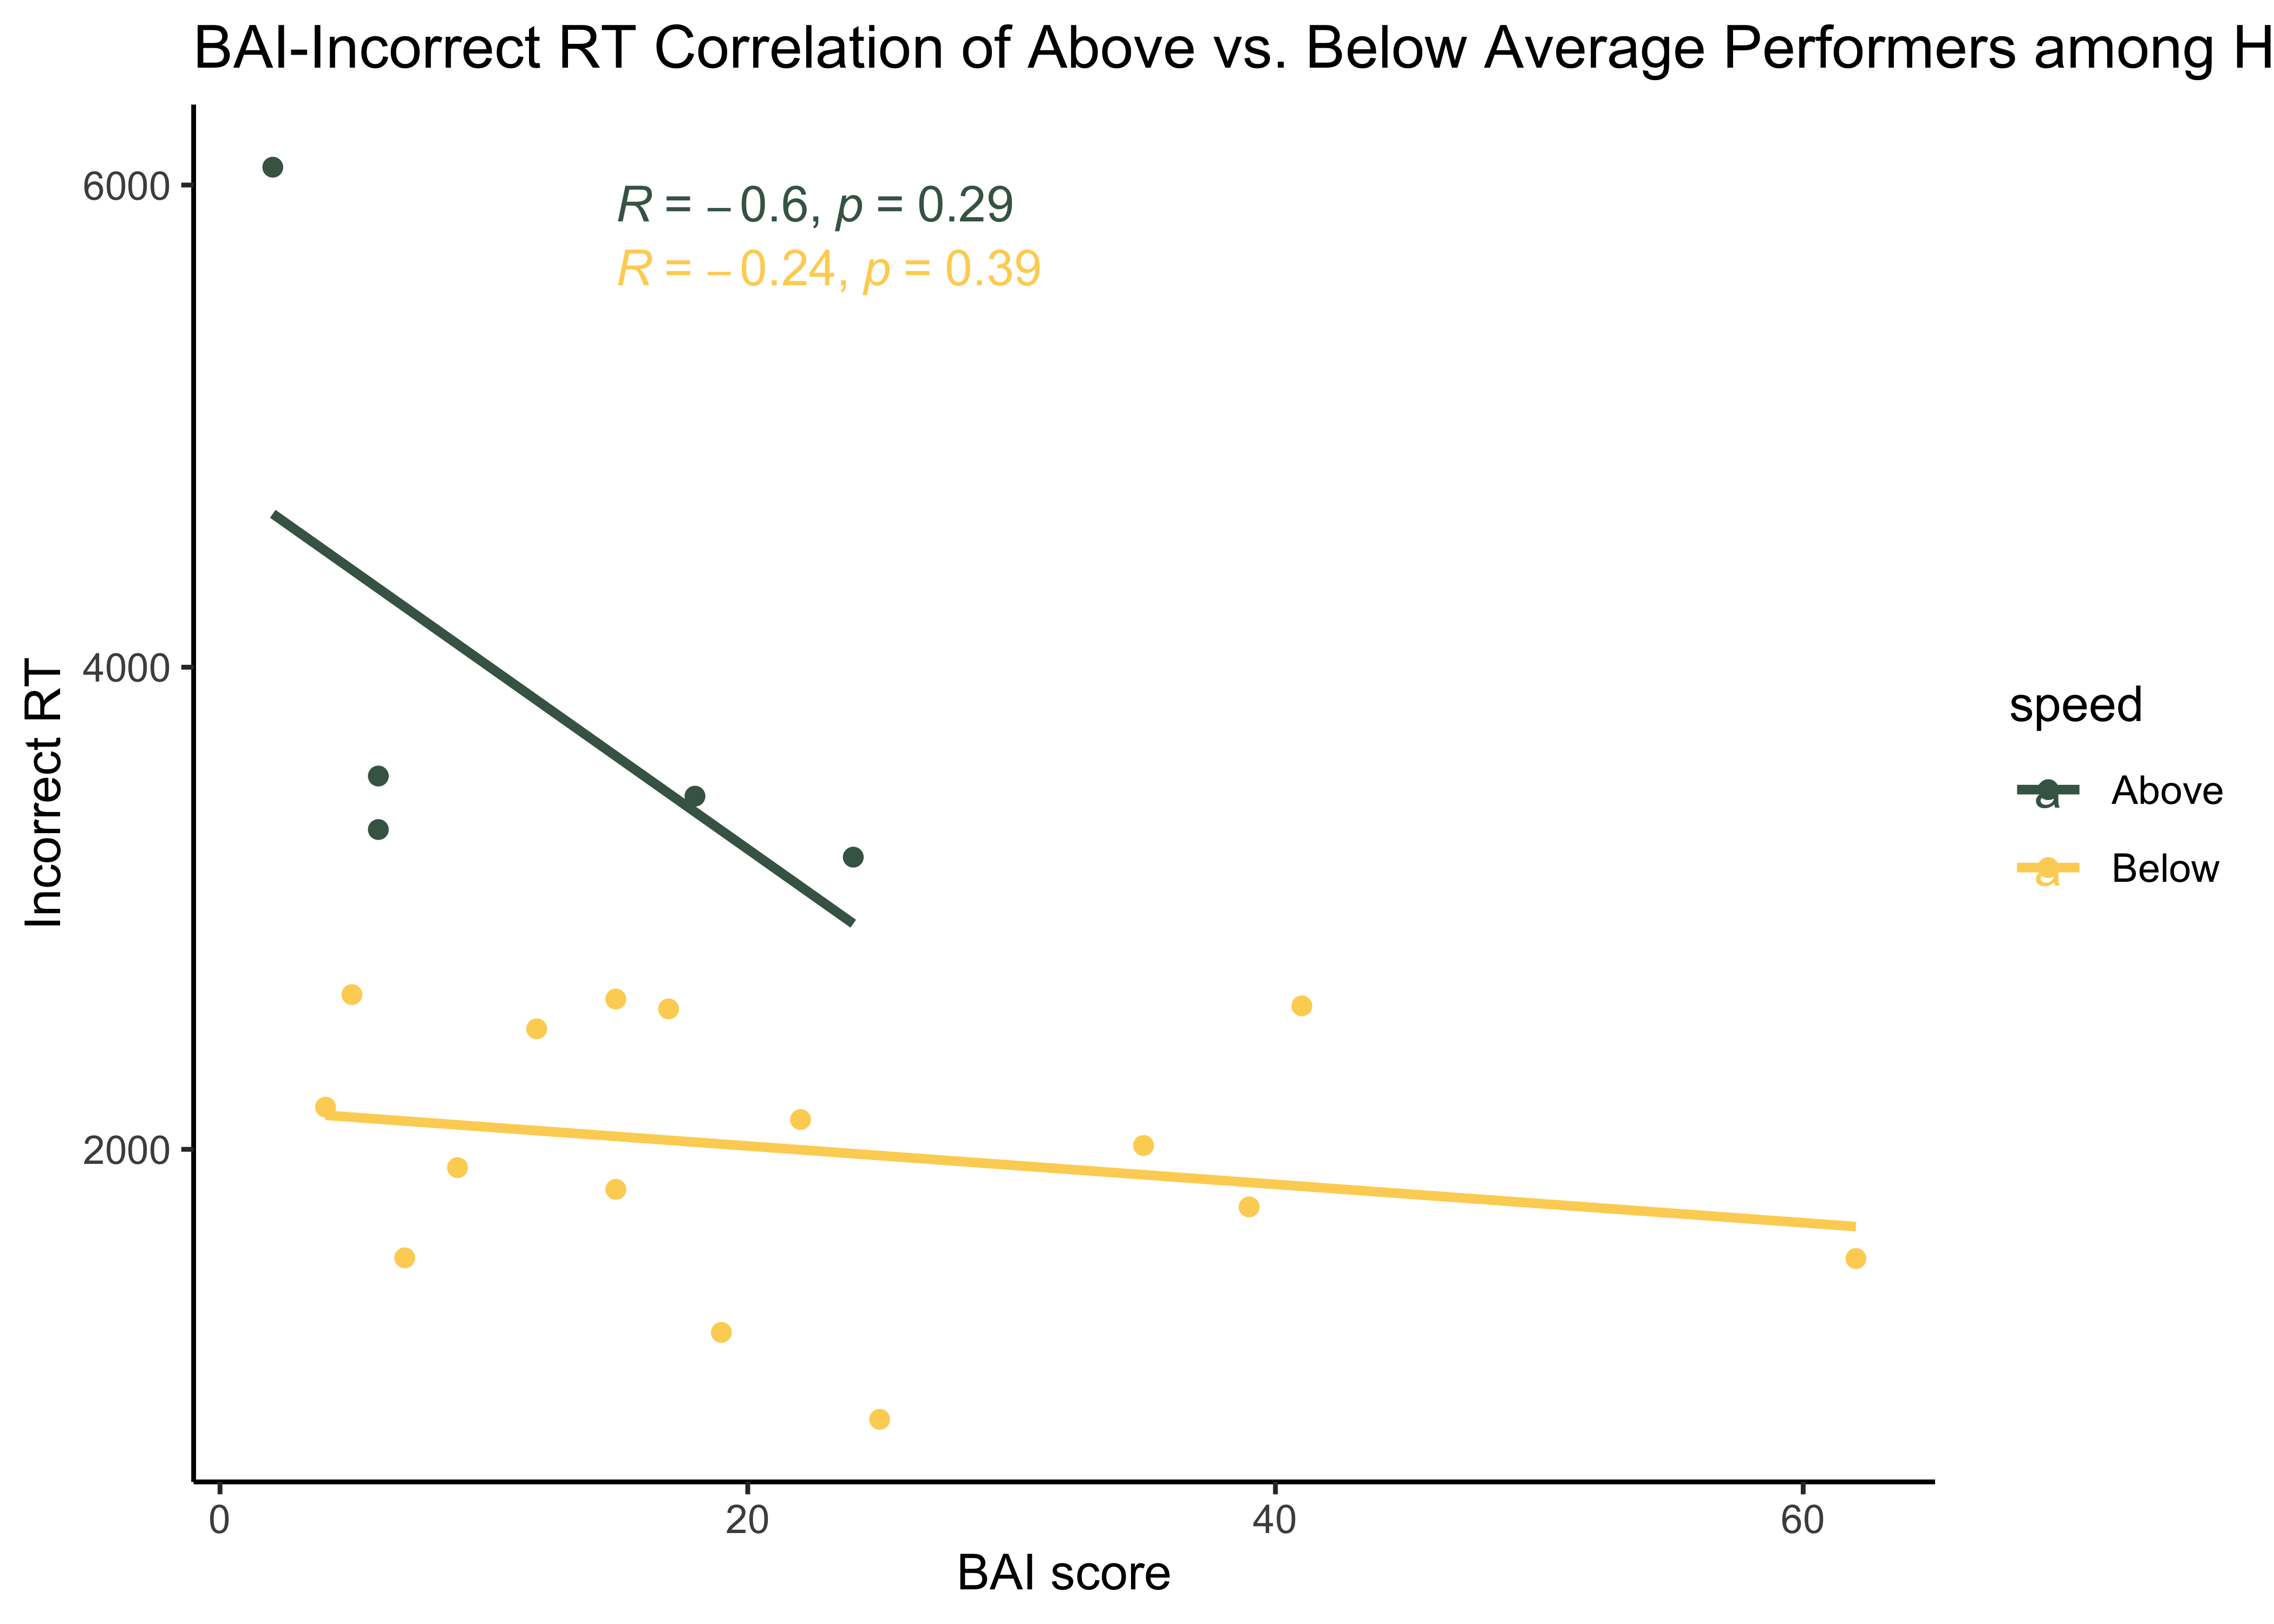 BAI-Incorrect RT Correlation of Above vs. Below Average Performers among H
6000
4000
2000
Incorrect RT
R = −0.6, p = 0.29
R = −0.24, p = 0.39
speed
a Above
a Below
0 20 40 60
BAI score